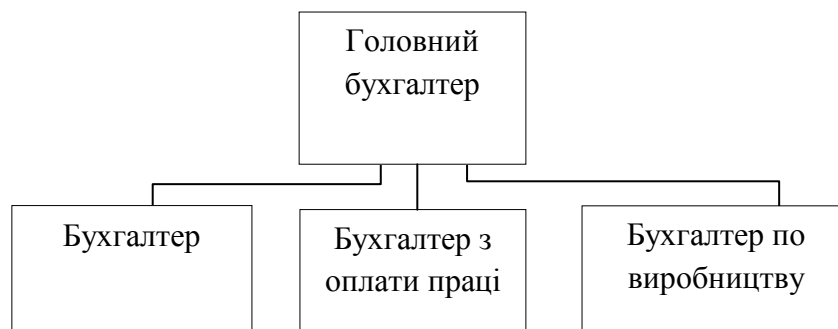 Головний
бухгалтер
Бухгалтер
Бухгалтер з
оплати праці
Бухгалтер по
виробництву